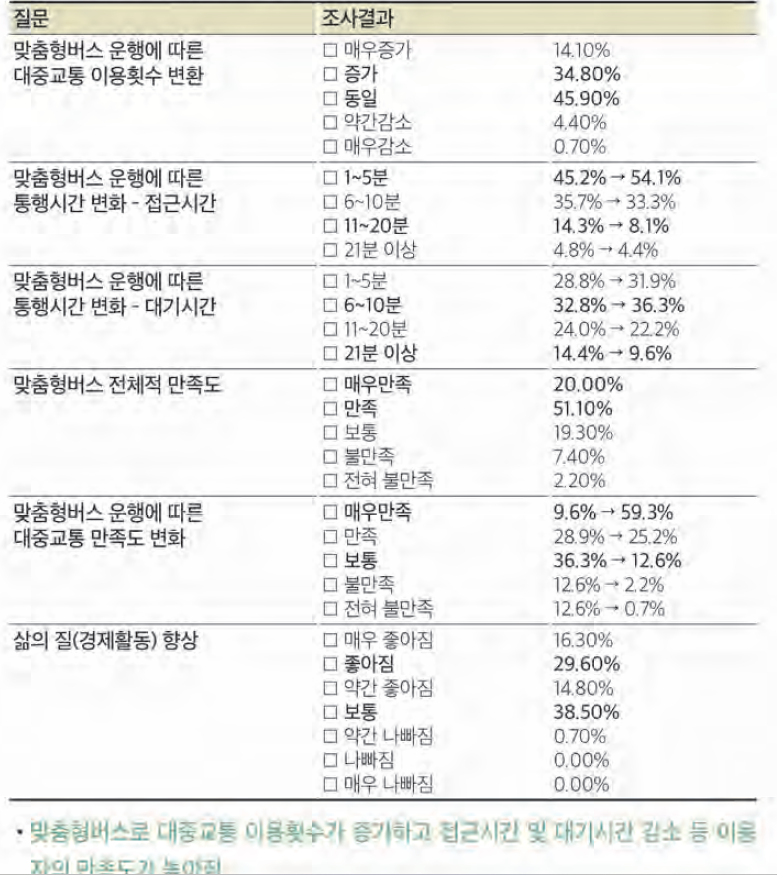 질문 조사결과
맞춤형버스 운행에 따른 □ 매우증가 14.10%
대중교통 이용횟수 변환 □ 증가 34.80%
□ 동일 45.90%
□ 약간감소 4.40%
□ 매우감소 0.70%
맞춤형버스 운행에 따른 □ 1~5분 45.2% → 54.1%
통행시간 변화 - 접근시간 □ 6~10분 35.7% → 33.3%
□ 11~20분 14.3% → 8.1%
□ 21분 이상 4.8% → 4.4%
맞춤형버스 운행에 따른 □ 1~5분 28.8% → 31.9%
통행시간 변화 - 대기시간 □ 6~10분 32.8% → 36.3%
□ 11~20분 24.0% → 22.2%
□ 21분 이상 14.4% → 9.6%
맞춤형버스 전체적 만족도 □ 매우만족 20.00%
□ 만족 51.10%
□ 보통 19.30%
□ 불만족 7.40%
□ 전혀 불만족 2.20%
맞춤형버스 운행에 따른 □ 매우만족 9.6% → 59.3%
대중교통 만족도 변화 □ 만족 28.9% → 25.2%
□ 보통 36.3% → 12.6%
□ 불만족 12.6% → 2.2%
□ 전혀 불만족 12.6% → 0.7%
삶의 질(경제활동) 향상 □ 매우 좋아짐 16.30%
□ 좋아짐 29.60%
□ 약간 좋아짐 14.80%
□ 보통 38.50%
□ 약간 나빠짐 0.70%
□ 나빠짐 0.00%
□ 매우 나빠짐 0.00%
• 맞춤형버스로 대중교통 이용횟수가 증가하고 접근시간 및 대기시간 감소 등 이용
자의 만족도가 높아짐